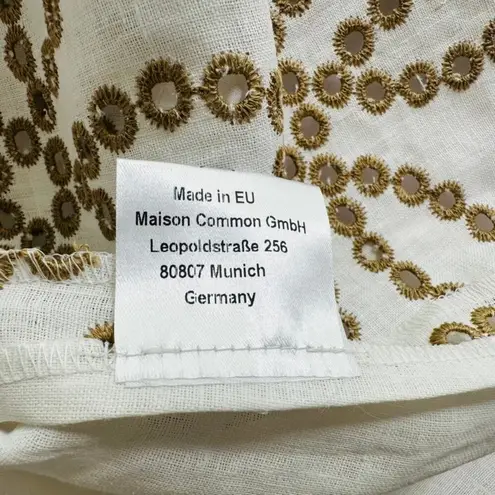 Made in EU
Maison Common GmbH
Leopoldstraße 256
80807 Munich
Germany